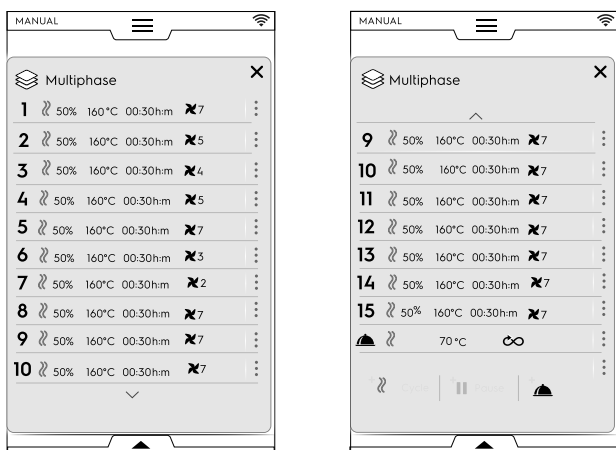 MANUAL
Multiphase
1 50% 160°C 00:30h:m 7
2 50% 160°C 00:30h:m 5
3 50% 160°C 00:30h:m 4
4 50% 160°C 00:30h:m 5
5 50% 160°C 00:30h:m 7
6 50% 160°C 00:30h:m 3
7 50% 160°C 00:30h:m 2
8 50% 160°C 00:30h:m 7
9 50% 160°C 00:30h:m 7
10 50% 160°C 00:30h:m 7
MANUAL
Multiphase
9 50% 160°C 00:30h:m 7
10 50% 160°C 00:30h:m 7
11 50% 160°C 00:30h:m 7
12 50% 160°C 00:30h:m 7
13 50% 160°C 00:30h:m 7
14 50% 160°C 00:30h:m 7
15 50% 160°C 00:30h:m 7
70°C
Cycle Pause